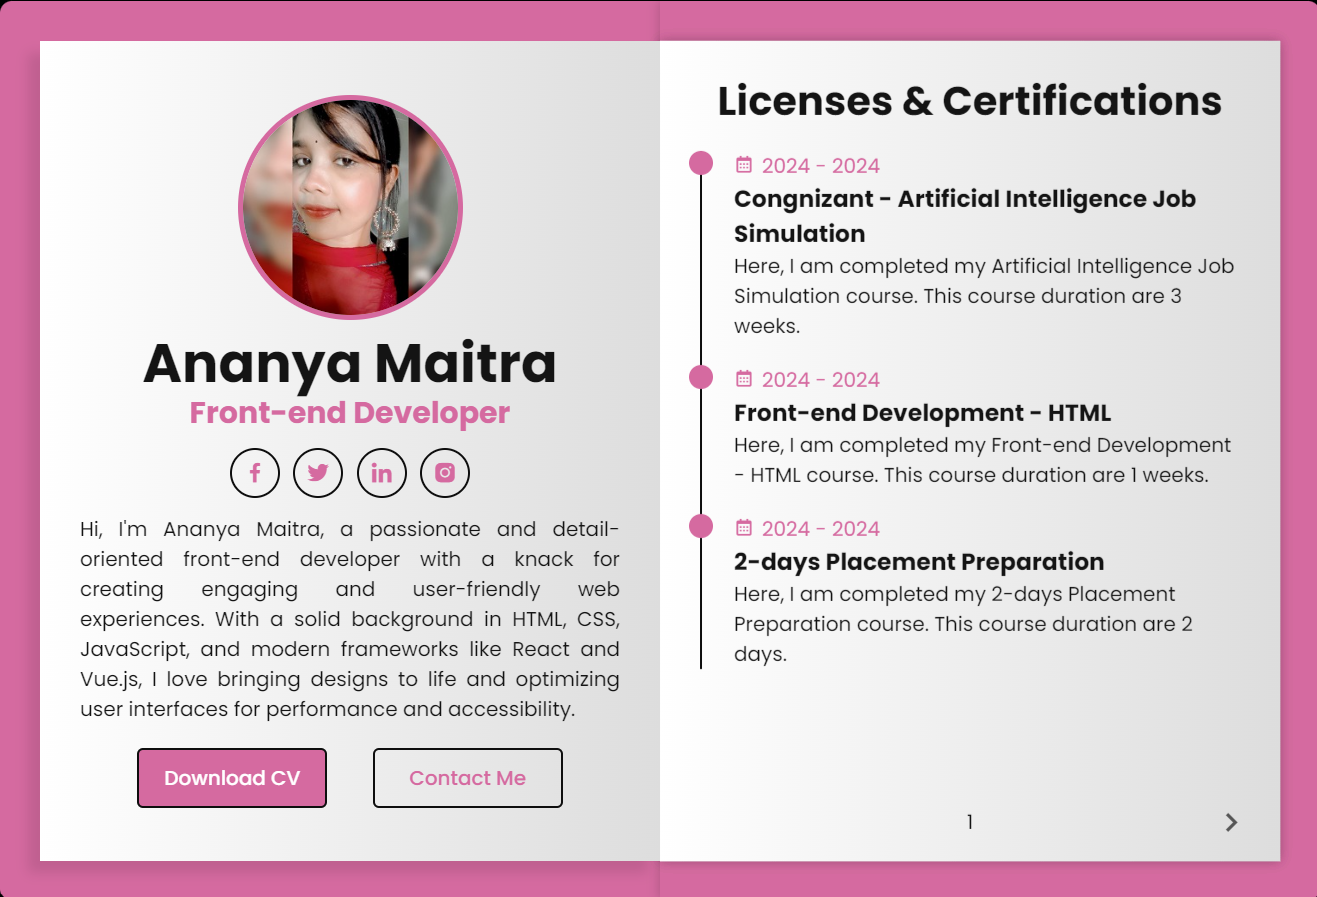 Ananya Maitra
Front-end Developer
Hi, I'm Ananya Maitra, a passionate and detail-
oriented front-end developer with a knack for
creating engaging and user-friendly web
experiences. With a solid background in HTML, CSS,
JavaScript, and modern frameworks like React and
Vue.js, I love bringing designs to life and optimizing
user interfaces for performance and accessibility.
Download CV
Contact Me
Licenses & Certifications
2024 - 2024
Congnizant - Artificial Intelligence Job
Simulation
Here, I am completed my Artificial Intelligence Job
Simulation course. This course duration are 3
weeks.
2024 - 2024
Front-end Development - HTML
Here, I am completed my Front-end Development
- HTML course. This course duration are 1 weeks.
2024 - 2024
2-days Placement Preparation
Here, I am completed my 2-days Placement
Preparation course. This course duration are 2
days.
1